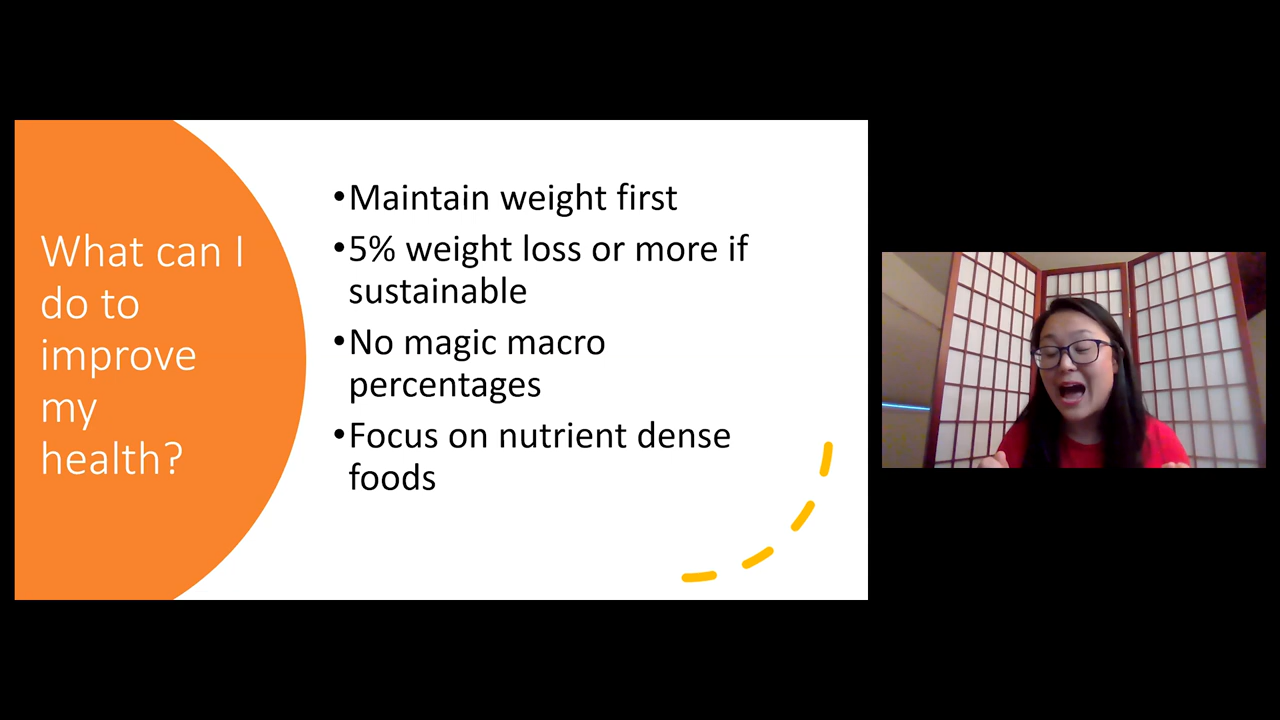 What can I
do to
improve
my
health?
•Maintain weight first
•5% weight loss or more if
sustainable
•No magic macro
percentages
•Focus on nutrient dense
foods